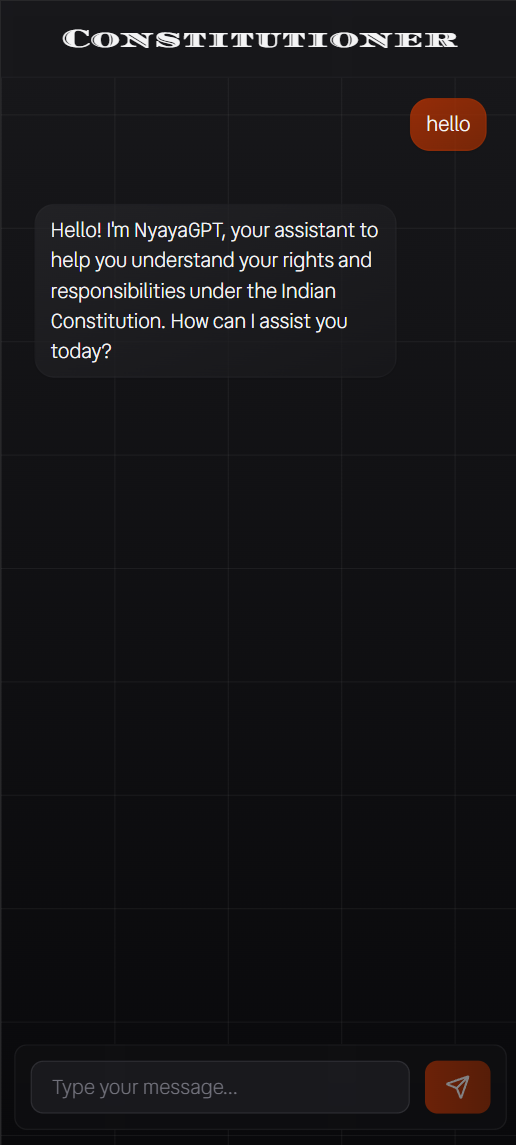 CONSTITUTIONER
hello
Hello! I'm NyayaGPT, your assistant to
help you understand your rights and
responsibilities under the Indian
Constitution. How can I assist you
today?
Type your message...